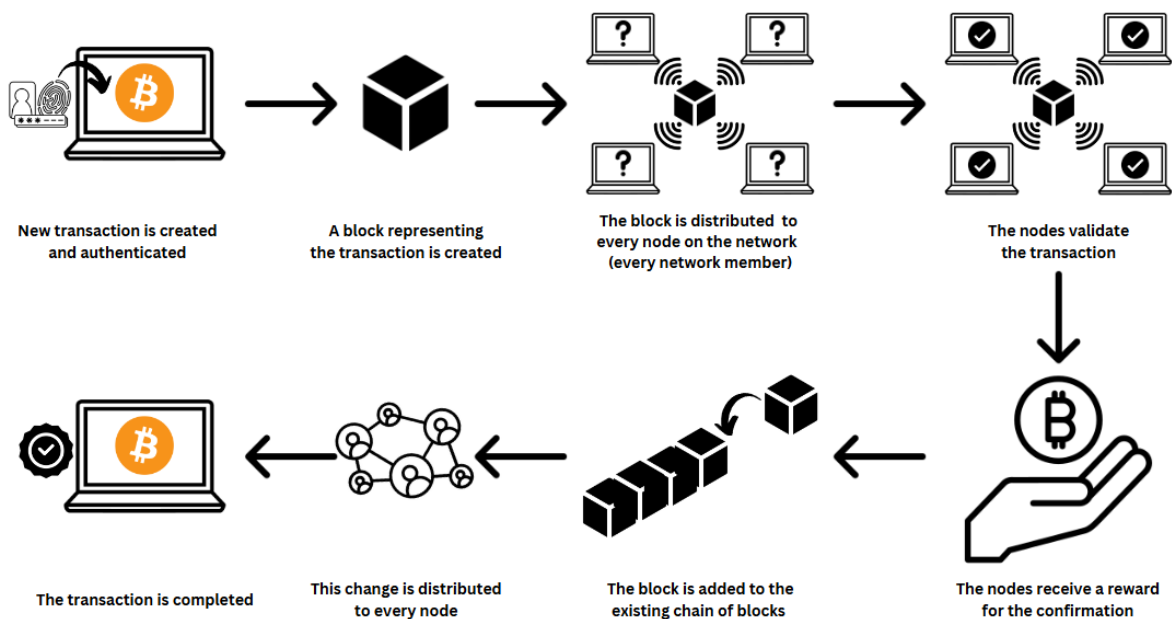 New transaction is created
and authenticated
A block representing
the transaction is created
The block is distributed to
every node on the network
(every network member)
The nodes validate
the transaction
The nodes receive a reward
for the confirmation
The block is added to the
existing chain of blocks
This change is distributed
to every node
The transaction is completed